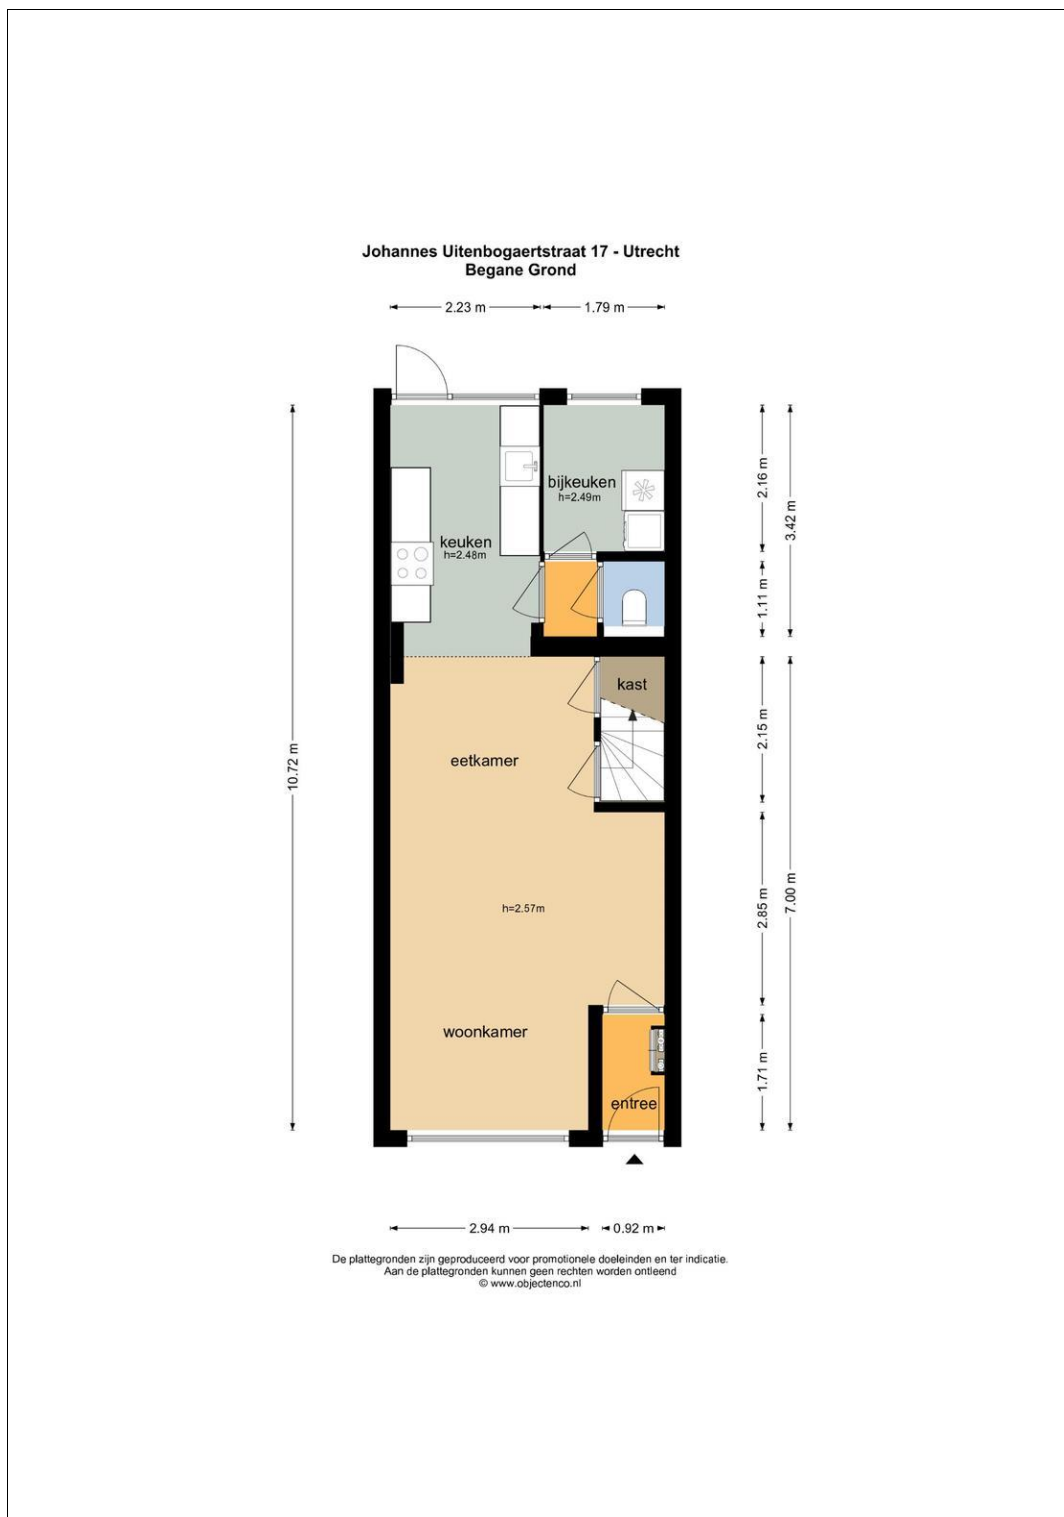 Johannes Uitenbogaertstraat 17 - Utrecht
Begane Grond
2.23 m
1.79 m
bijkeuken
h=2.49m
keuken
h=2.48m
2.16 m
3.42 m
1.11 m
kast
eetkamer
2.15 m
10.72 m
h=2.57m
2.85 m
7.00 m
woonkamer
1.71 m
entree
2.94 m
0.92 m
De plattegronden zijn geproduceerd voor promotionele doeleinden en ter indicatie.
Aan de plattegronden kunnen geen rechten worden ontleend
© www.objectenco.nl